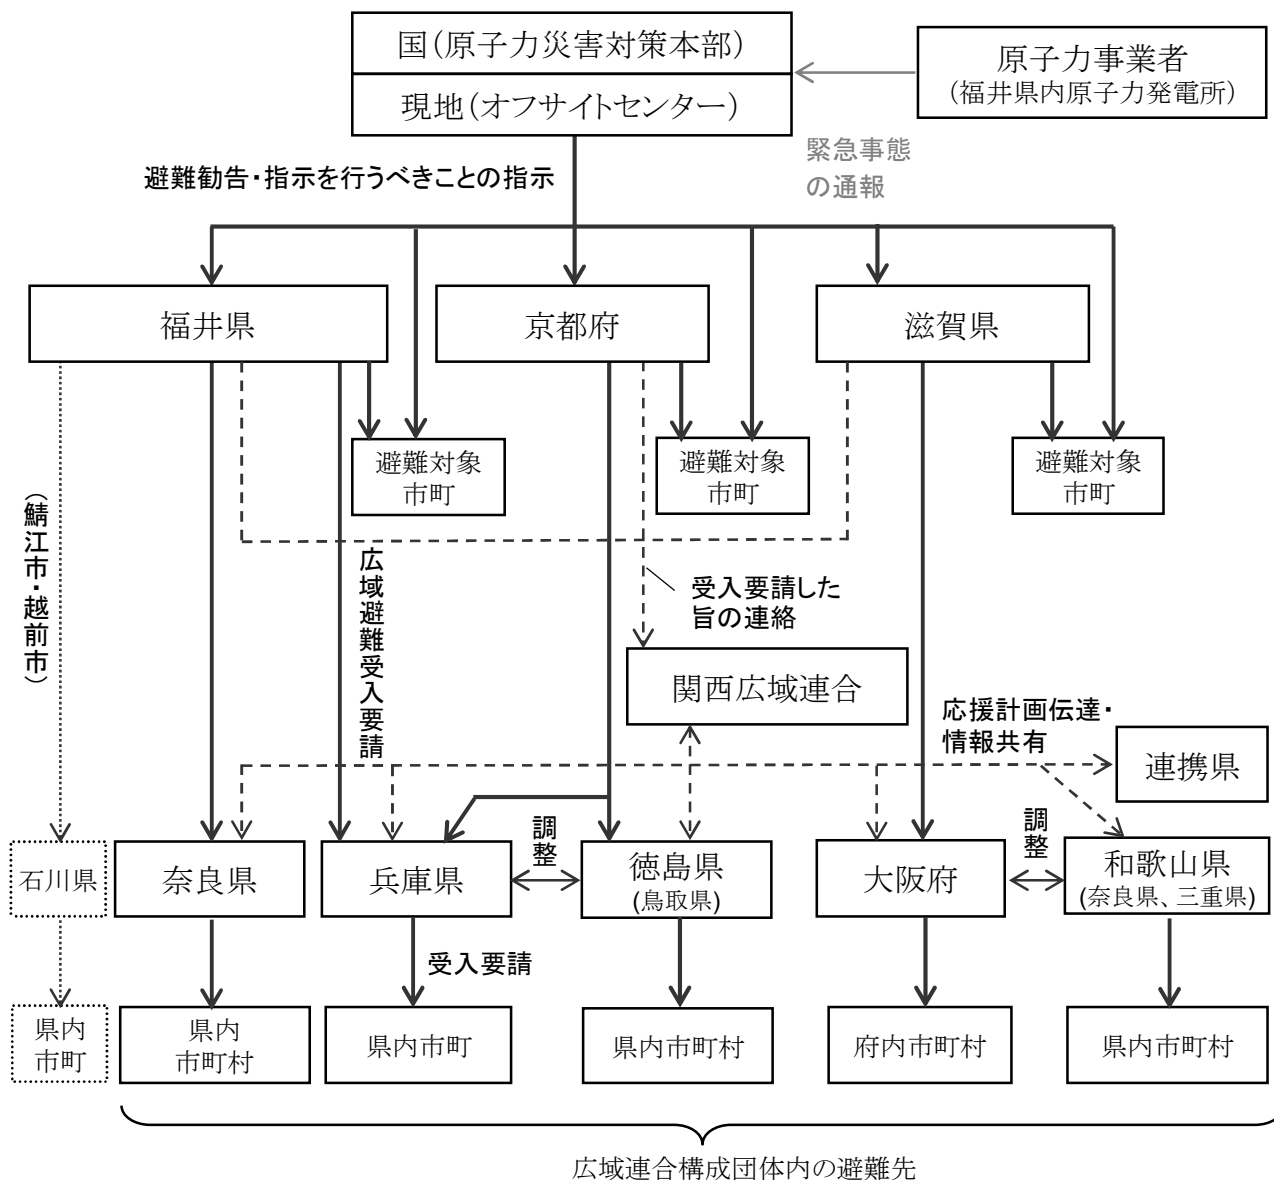 国(原子力災害対策本部)
現地(オフサイトセンター)
原子力事業者
(福井県内原子力発電所)
緊急事態
の通報
避難勧告・指示を行うべきことの指示
福井県
京都府
滋賀県
避難対象
市町
避難対象
市町
避難対象
市町
(鯖江市・越前市)
広域避難受入要請
受入要請した
旨の連絡
関西広域連合
応援計画伝達・
情報共有
連携県
調整
調整
石川県
奈良県
兵庫県
徳島県
(鳥取県)
大阪府
和歌山県
(奈良県、三重県)
受入要請
県内
市町
県内
市町村
県内市町
県内市町村
府内市町村
県内市町村
広域連合構成団体内の避難先